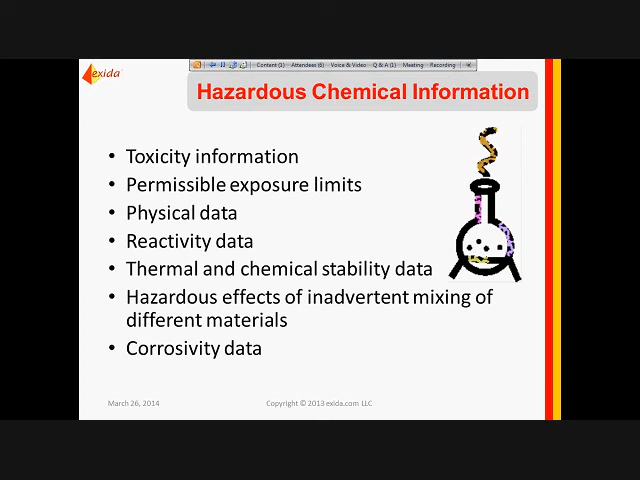 exida
Content (1) Attendees (6) Voice & Video Q & A (1) Meeting Recording
Hazardous Chemical Information
• Toxicity information
• Permissible exposure limits
• Physical data
• Reactivity data
• Thermal and chemical stability data
• Hazardous effects of inadvertent mixing of
different materials
• Corrosivity data
March 26, 2014 Copyright © 2013 exida.com LLC